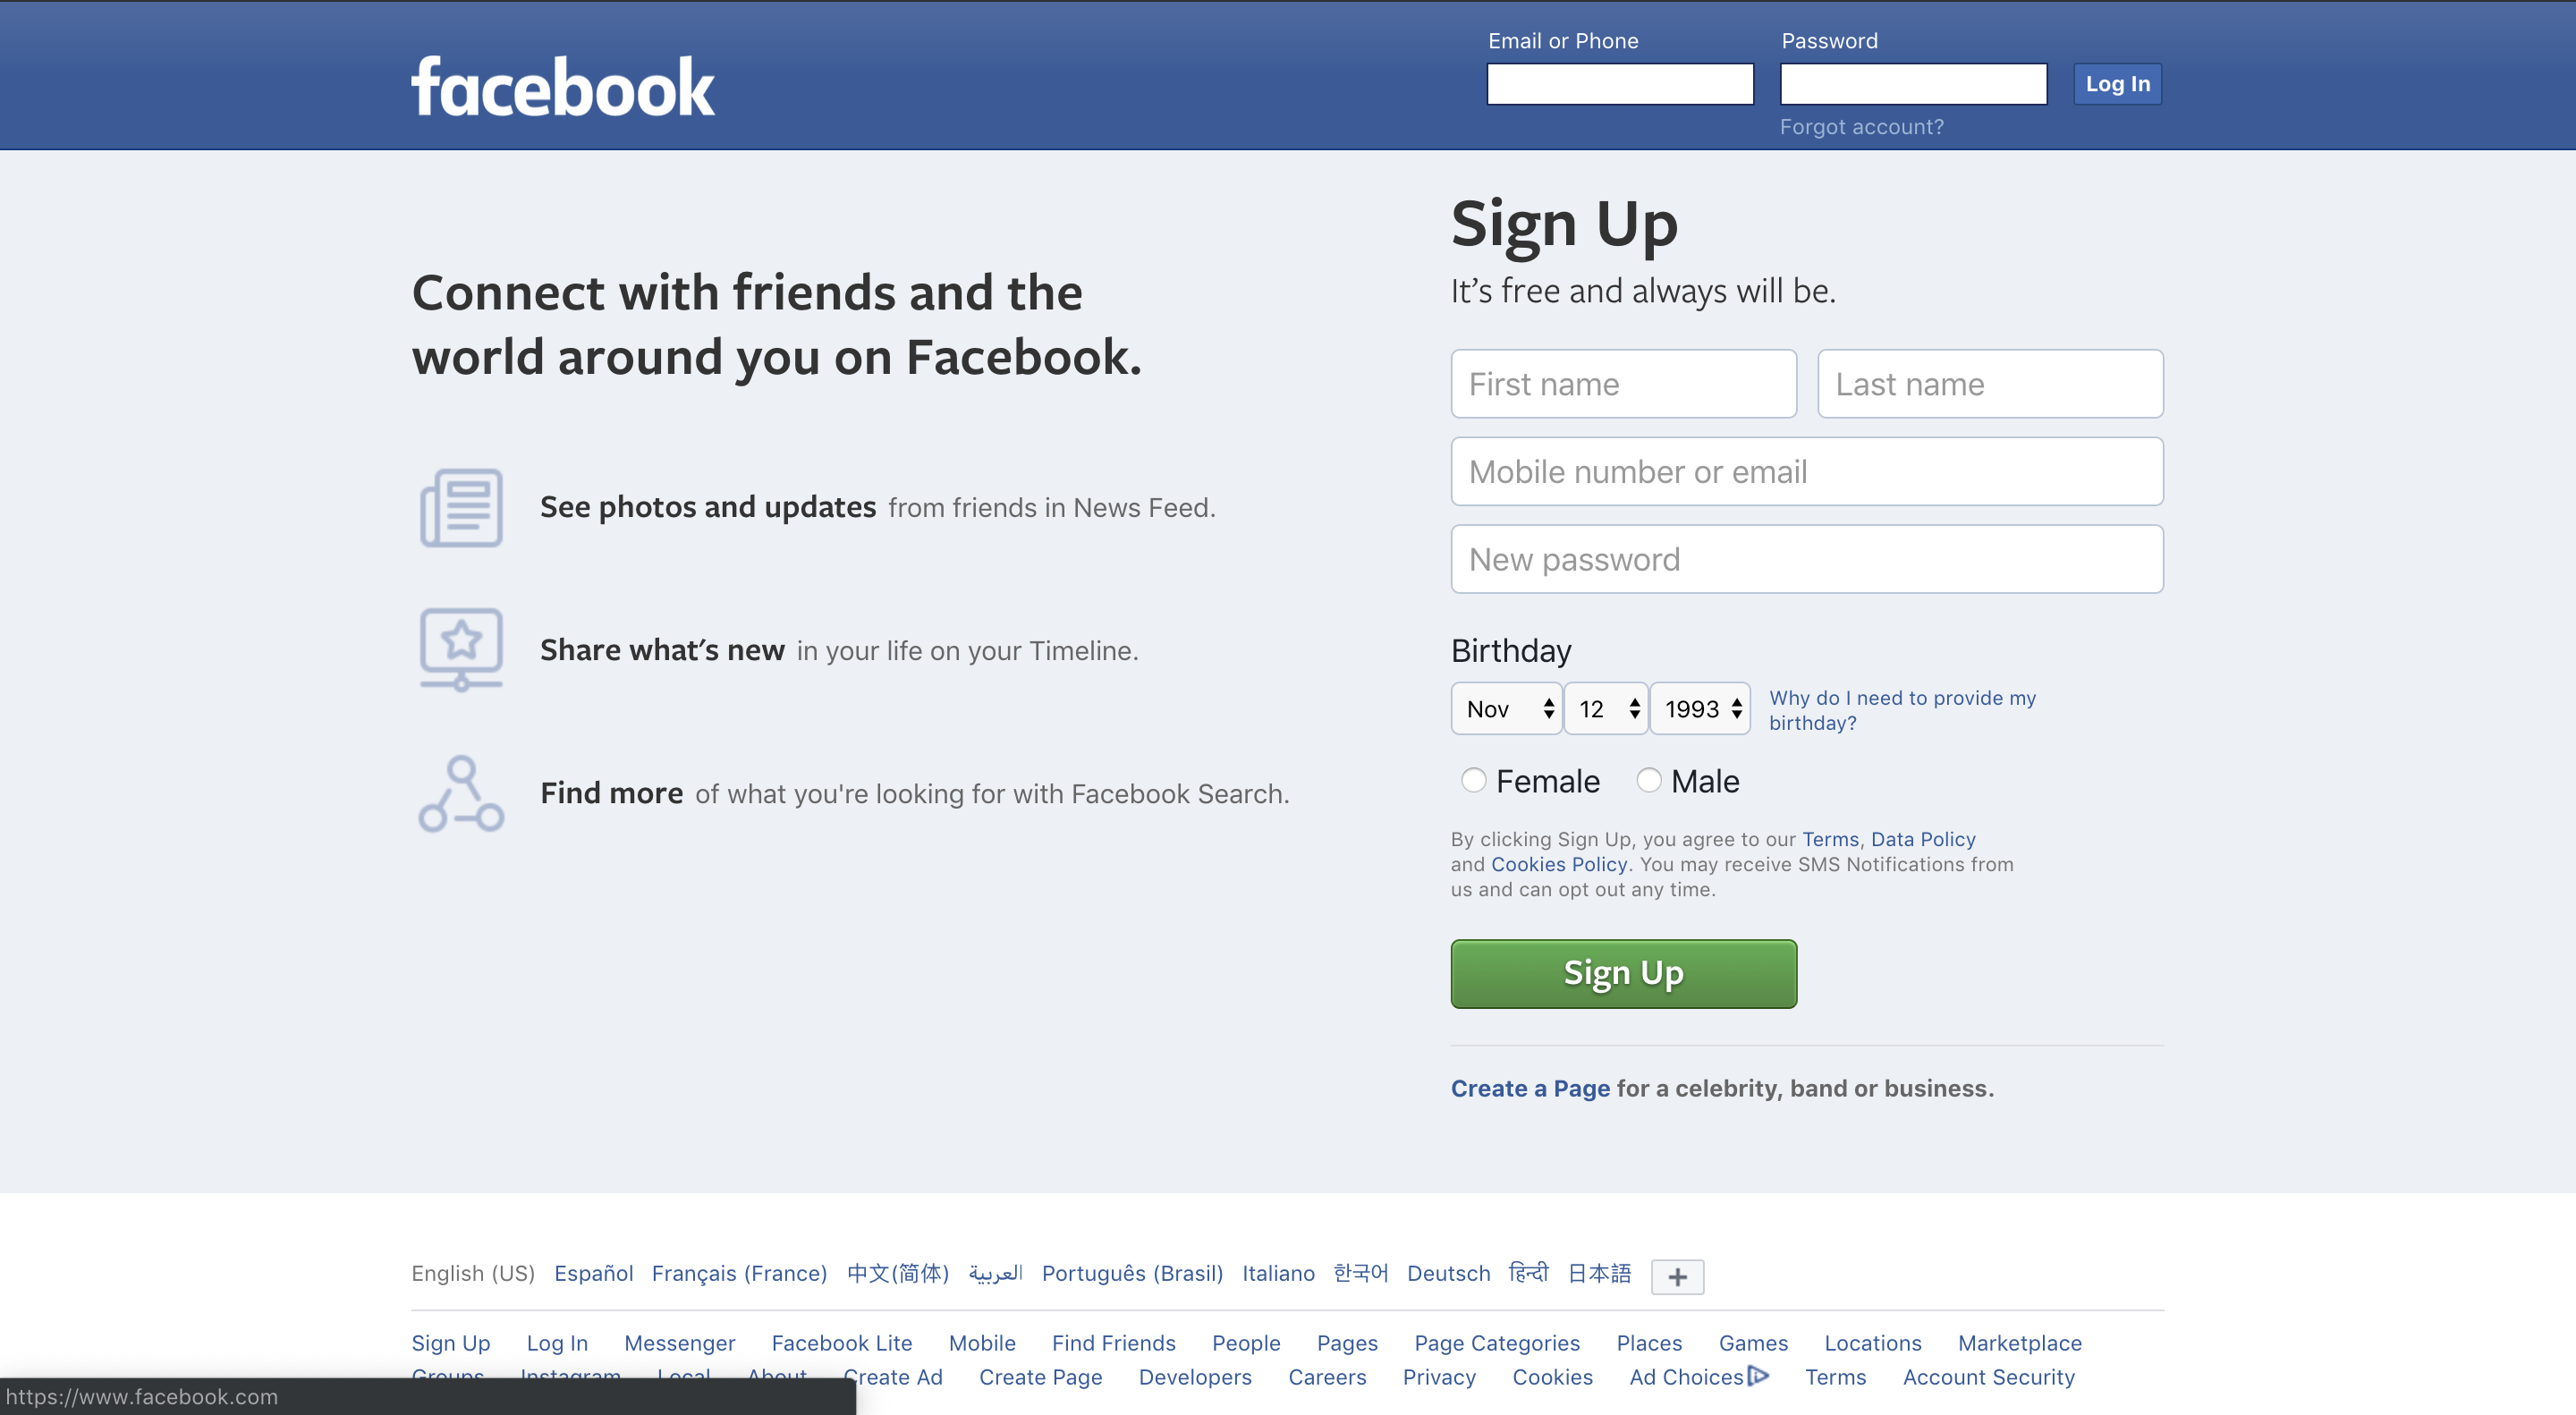 facebook
Email or Phone
Password
Log In
Forgot account?
Connect with friends and the
world around you on Facebook.
See photos and updates from friends in News Feed.
Share what's new in your life on your Timeline.
Find more of what you're looking for with Facebook Search.
Sign Up
It’s free and always will be.
First name
Last name
Mobile number or email
New password
Birthday
Nov 12 1993
Why do I need to provide my
birthday?
Female Male
By clicking Sign Up, you agree to our Terms, Data Policy
and Cookies Policy. You may receive SMS Notifications from
us and can opt out any time.
Sign Up
Create a Page for a celebrity, band or business.
English (US) Español Français (France) 中文(简体) العربية Português (Brasil) Italiano 한국어 Deutsch हिन्दी 日本語 +
Sign Up Log In Messenger Facebook Lite Mobile Find Friends People Pages Page Categories Places Games Locations Marketplace
Groups Instagram Local About Create Ad Create Page Developers Careers Privacy Cookies Ad Choices Terms Account Security
https://www.facebook.com